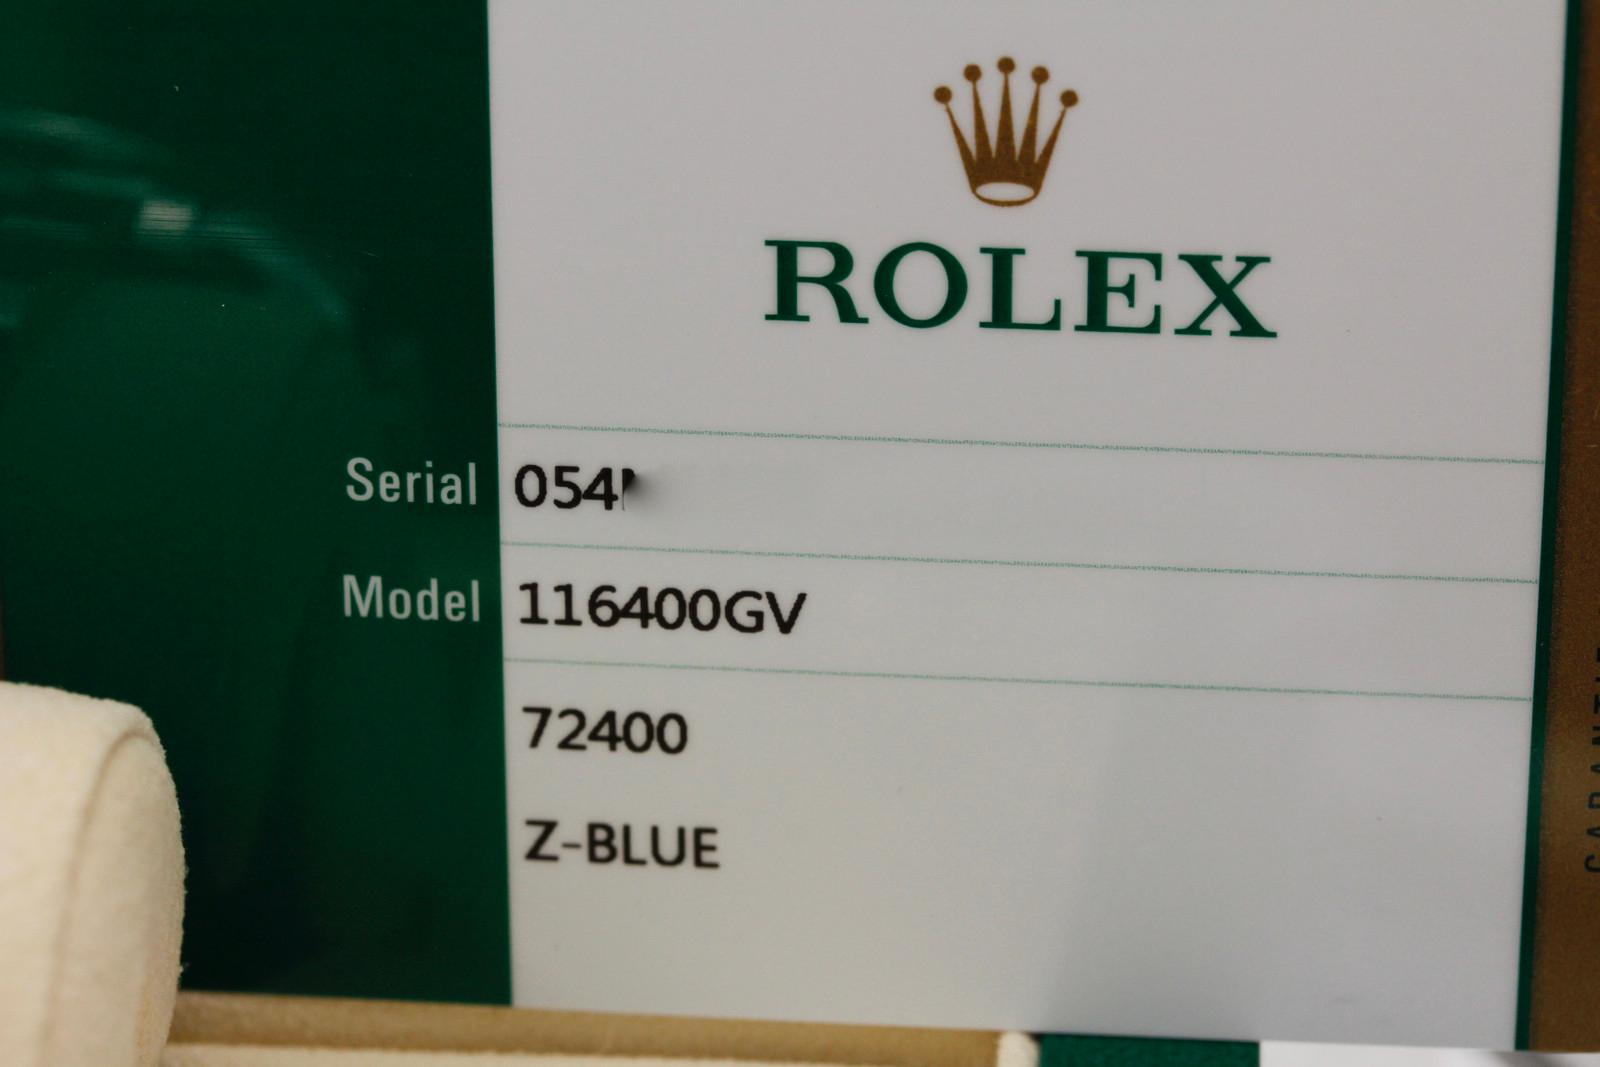 ROLEX
Serial 054
Model 116400GV
72400
Z-BLUE